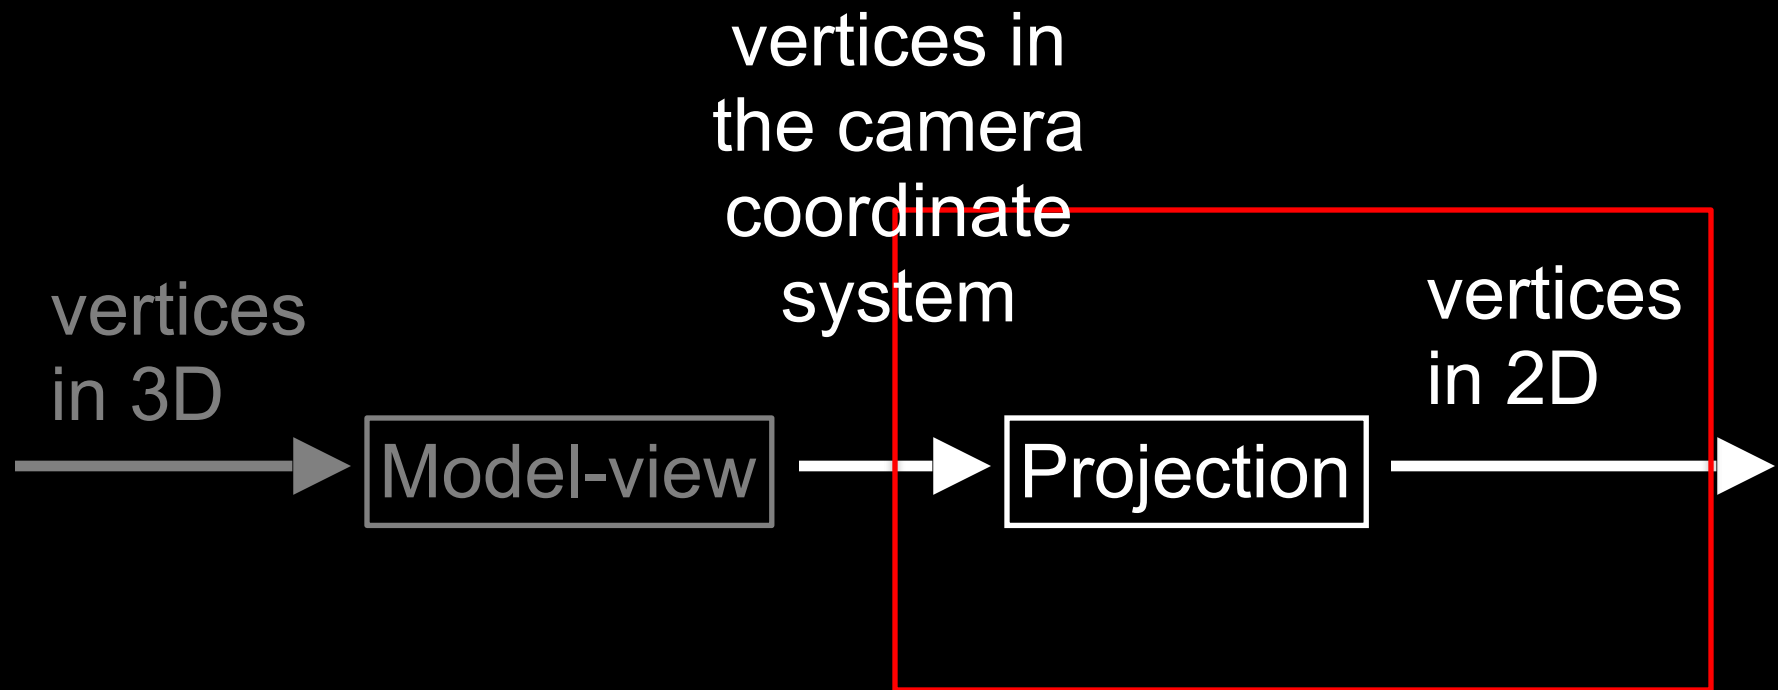 vertices in
the camera
coordinate
system
vertices
in 3D
vertices
in 2D
Model-view
Projection